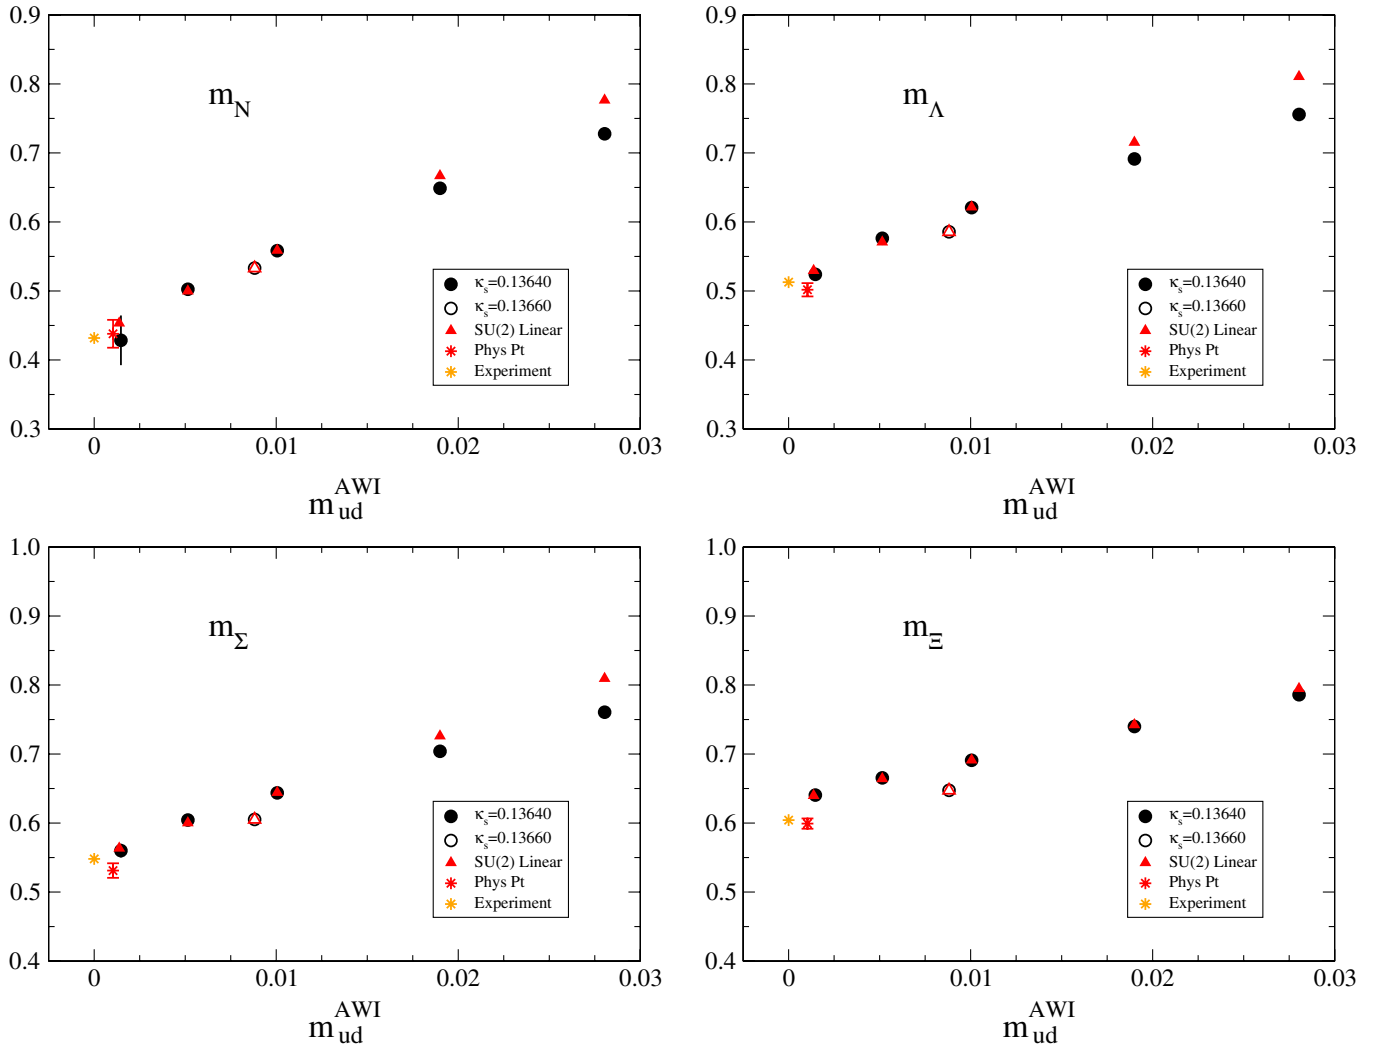 0.9
0.8
0.7
0.6
0.5
0.4
0.3
0 0.01 0.02 0.03
m_N
κ_s=0.13640
κ_s=0.13660
SU(2) Linear
Phys Pt
Experiment
m_ud^AWI
0.9
0.8
0.7
0.6
0.5
0.4
0.3
0 0.01 0.02 0.03
m_Λ
κ_s=0.13640
κ_s=0.13660
SU(2) Linear
Phys Pt
Experiment
m_ud^AWI
1.0
0.9
0.8
0.7
0.6
0.5
0.4
0 0.01 0.02 0.03
m_Σ
κ_s=0.13640
κ_s=0.13660
SU(2) Linear
Phys Pt
Experiment
m_ud^AWI
1.0
0.9
0.8
0.7
0.6
0.5
0.4
0 0.01 0.02 0.03
m_Ξ
κ_s=0.13640
κ_s=0.13660
SU(2) Linear
Phys Pt
Experiment
m_ud^AWI